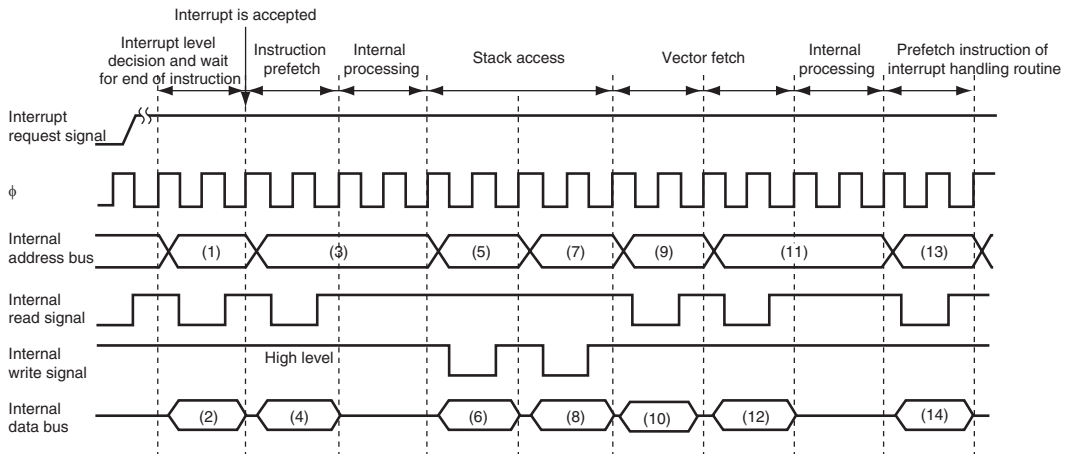 Interrupt is accepted
Interrupt level
decision and wait
for end of instruction
Instruction
prefetch
Internal
processing
Stack access
Vector fetch
Internal
processing
Prefetch instruction of
interrupt handling routine
Interrupt
request signal
φ
Internal
address bus
(1)
(3)
(5)
(7)
(9)
(11)
(13)
Internal
read signal
Internal
write signal
High level
Internal
data bus
(2)
(4)
(6)
(8)
(10)
(12)
(14)